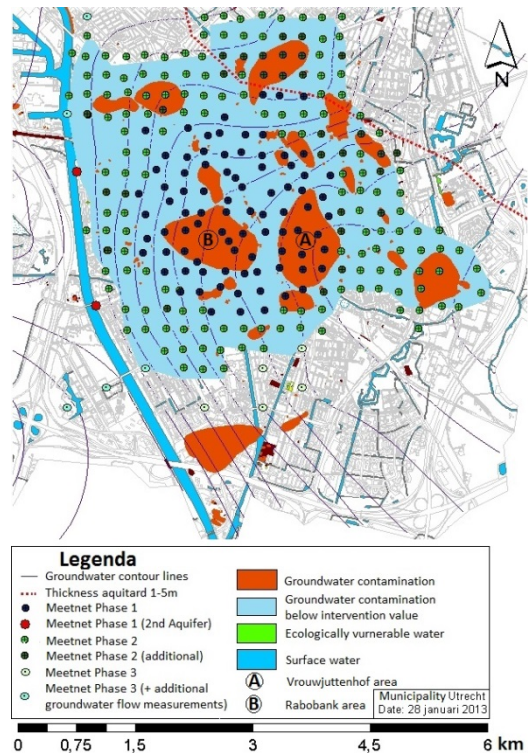 N
B
A
Legenda
Groundwater contour lines
Thickness aquitard 1-5m
Meetnet Phase 1
Meetnet Phase 1 (2nd Aquifer)
Meetnet Phase 2
Meetnet Phase 2 (additional)
Meetnet Phase 3
Meetnet Phase 3 (+ additional
groundwater flow measurements)
Groundwater contamination
Groundwater contamination
below intervention value
Ecologically vurnerable water
Surface water
A Vrouwjuttenhof area
B Rabobank area
Municipality Utrecht
Date: 28 januari 2013
0 0,75 1,5 3 4,5 6 km